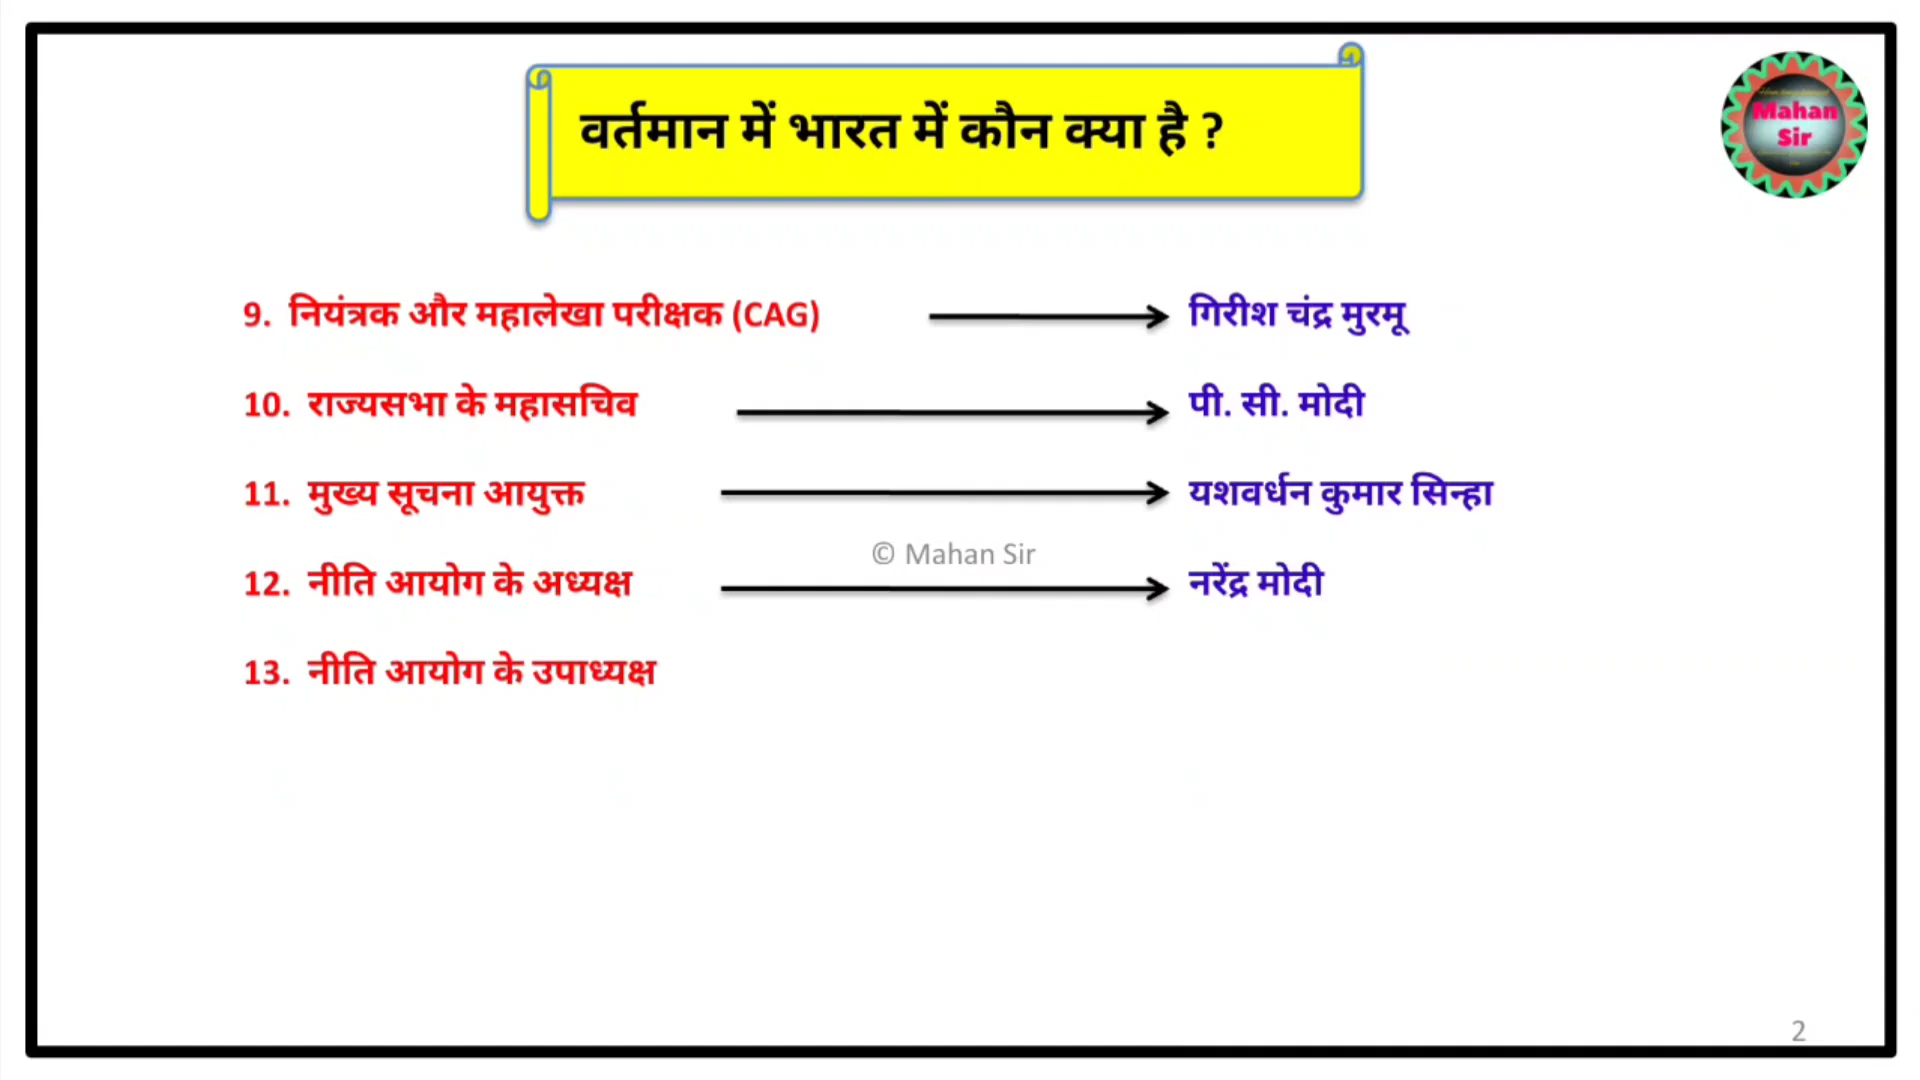 वर्तमान में भारत में कौन क्या है ?
Mahan
Sir
9. नियंत्रक और महालेखा परीक्षक (CAG) गिरीश चंद्र मुरमू
10. राज्यसभा के महासचिव पी. सी. मोदी
11. मुख्य सूचना आयुक्त यशवर्धन कुमार सिन्हा
© Mahan Sir
12. नीति आयोग के अध्यक्ष नरेंद्र मोदी
13. नीति आयोग के उपाध्यक्ष
2